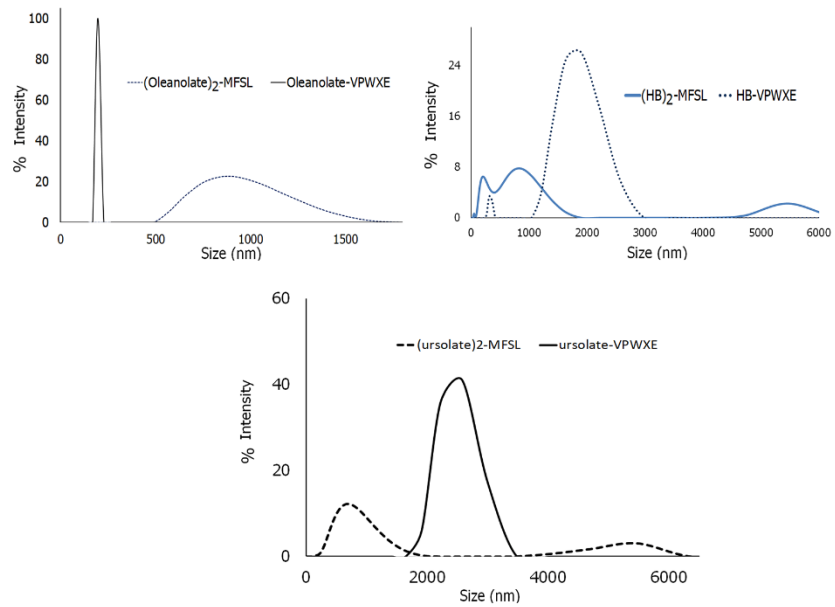 100
80
60
40
20
0
% Intensity
(Oleanolate)2-MFSL
Oleanolate-VPWXE
0 500 1000 1500
Size (nm)
24
16
8
0
% Intensity
(HB)2-MFSL
HB-VPWXE
0 1000 2000 3000 4000 5000 6000
Size (nm)
60
40
20
0
% Intensity
(ursolate)2-MFSL
ursolate-VPWXE
0 2000 4000 6000
Size (nm)